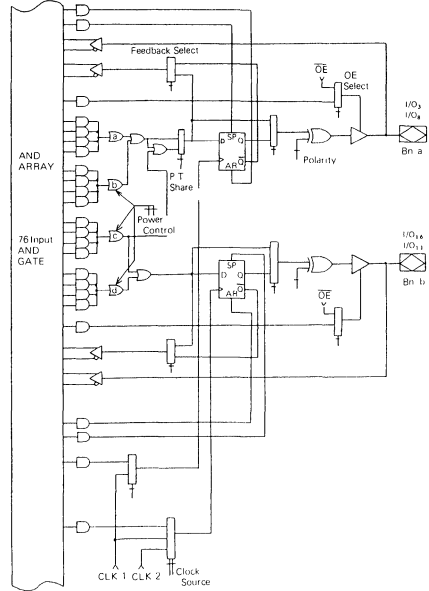 Feedback Select
OE
OE
Select
I/O3
I/O8
SP
D Q
AR Q
Polarity
Bn a
a
b
c
d
P T
Share
AND
ARRAY
Power
Control
76 Input
AND
GATE
I/O16
I/O11
SP
D Q
AR Q
OE
Bn b
CLK 1 CLK 2
Clock
Source